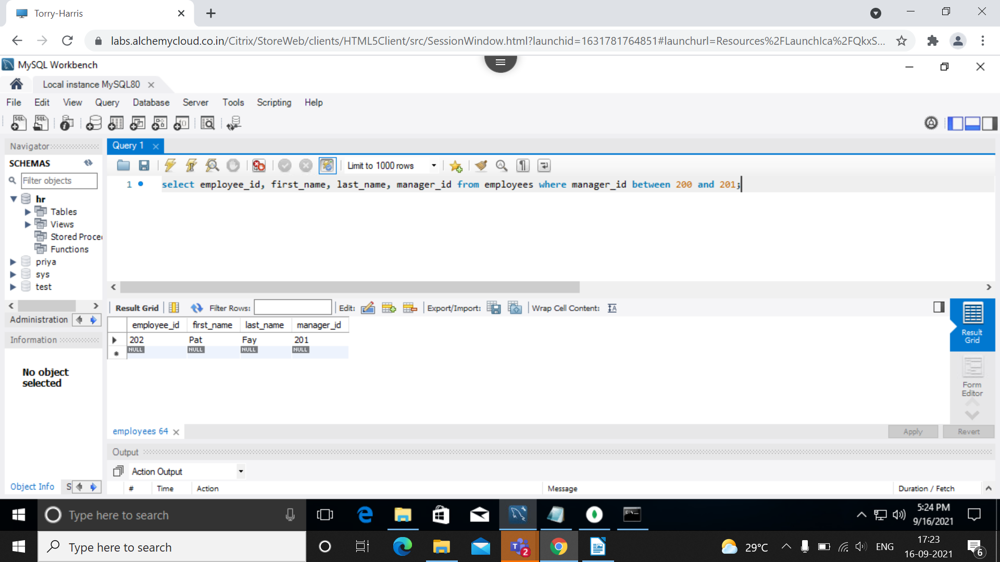 Torry-Harris
labs.alchemycloud.co.in/Citrix/StoreWeb/clients/HTML5Client/src/SessionWindow.html?launchid=1631781764851#launchurl=Resources%2FLaunchIca%2FQkxS...
MySQL Workbench
Local instance MySQL80
File Edit View Query Database Server Tools Scripting Help
Navigator
SCHEMAS
Filter objects
hr
Tables
Views
Stored Proce
Functions
priya
sys
test
Administration
Information
No object
selected
Object Info S
Query 1
Limit to 1000 rows
1 select employee_id, first_name, last_name, manager_id from employees where manager_id between 200 and 201;
Result Grid Filter Rows: Edit: Export/Import: Wrap Cell Content:
employee_id first_name last_name manager_id
202 Pat Fay 201
NULL NULL NULL NULL
Result
Grid
Form
Editor
employees 64
Apply Revert
Output
Action Output
# Time Action Message Duration / Fetch
Type here to search
5:24 PM
9/16/2021
Type here to search
2
29°C
ENG
17:23
16-09-2021
6